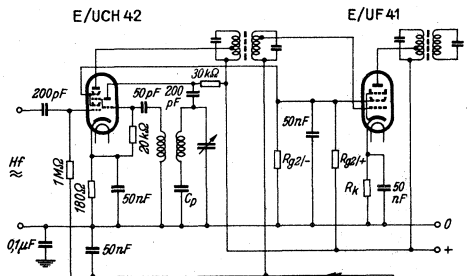 E/UCH 42
E/UF 41
200pF
50pF
200
pF
30kΩ
20kΩ
50nF
Rg2/-
Rg2/+
Hf
≈
1MΩ
180Ω
50nF
Cp
Rk
50
nF
0
+
0,1µF
50nF